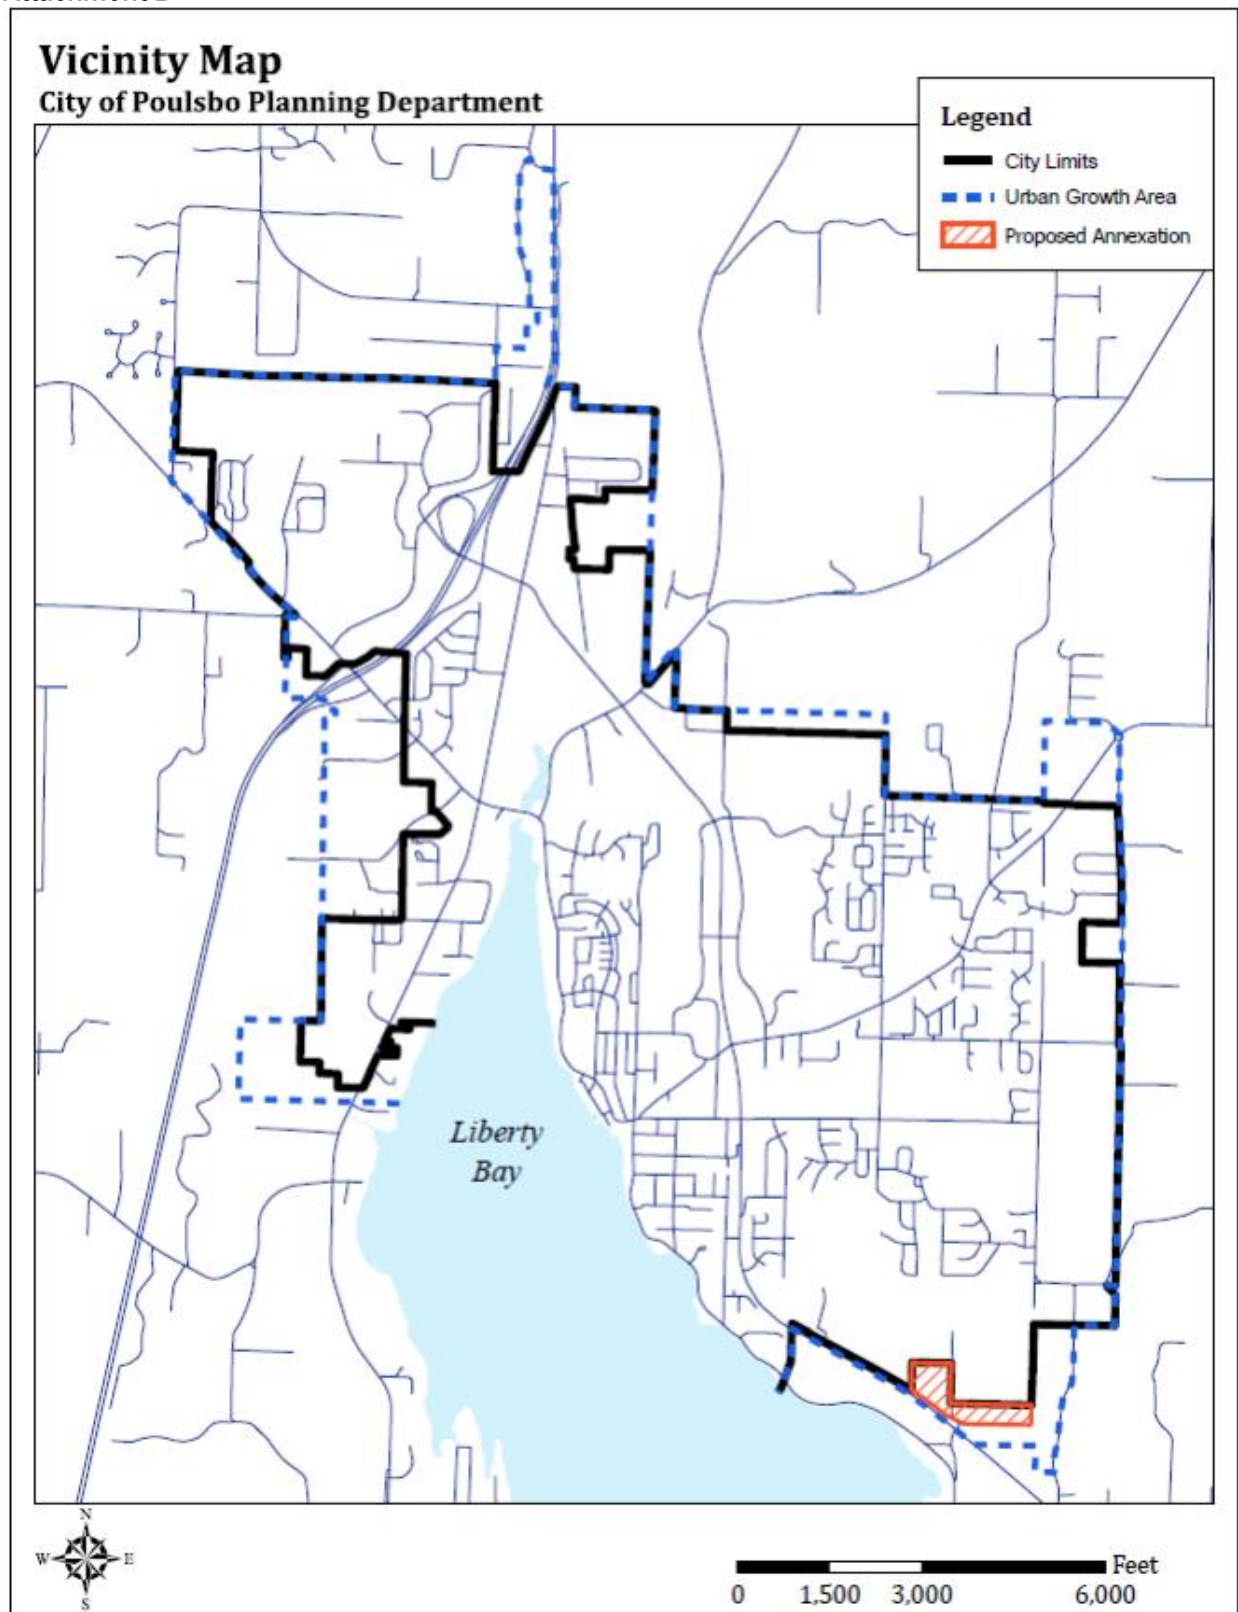 Vicinity Map
City of Poulsbo Planning Department
Legend
City Limits
Urban Growth Area
Proposed Annexation
Liberty
Bay
N
W E
S
Feet
0 1,500 3,000 6,000